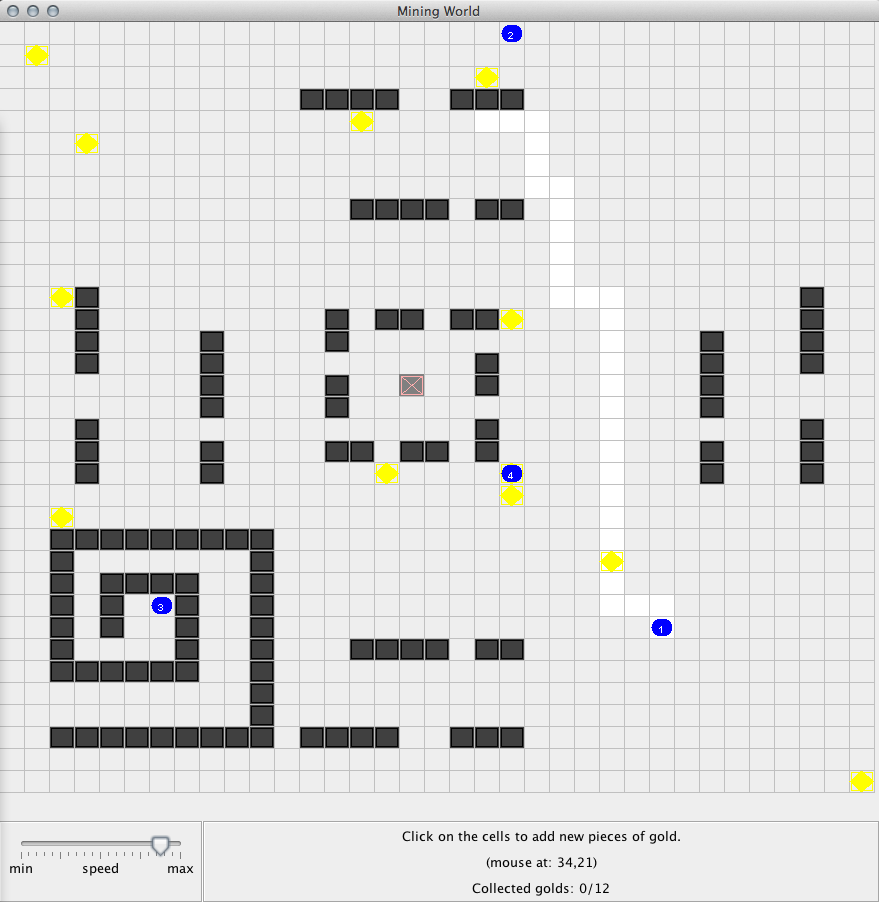 Mining World
2
4
3
1
Click on the cells to add new pieces of gold.
(mouse at: 34,21)
min speed max
Collected golds: 0/12